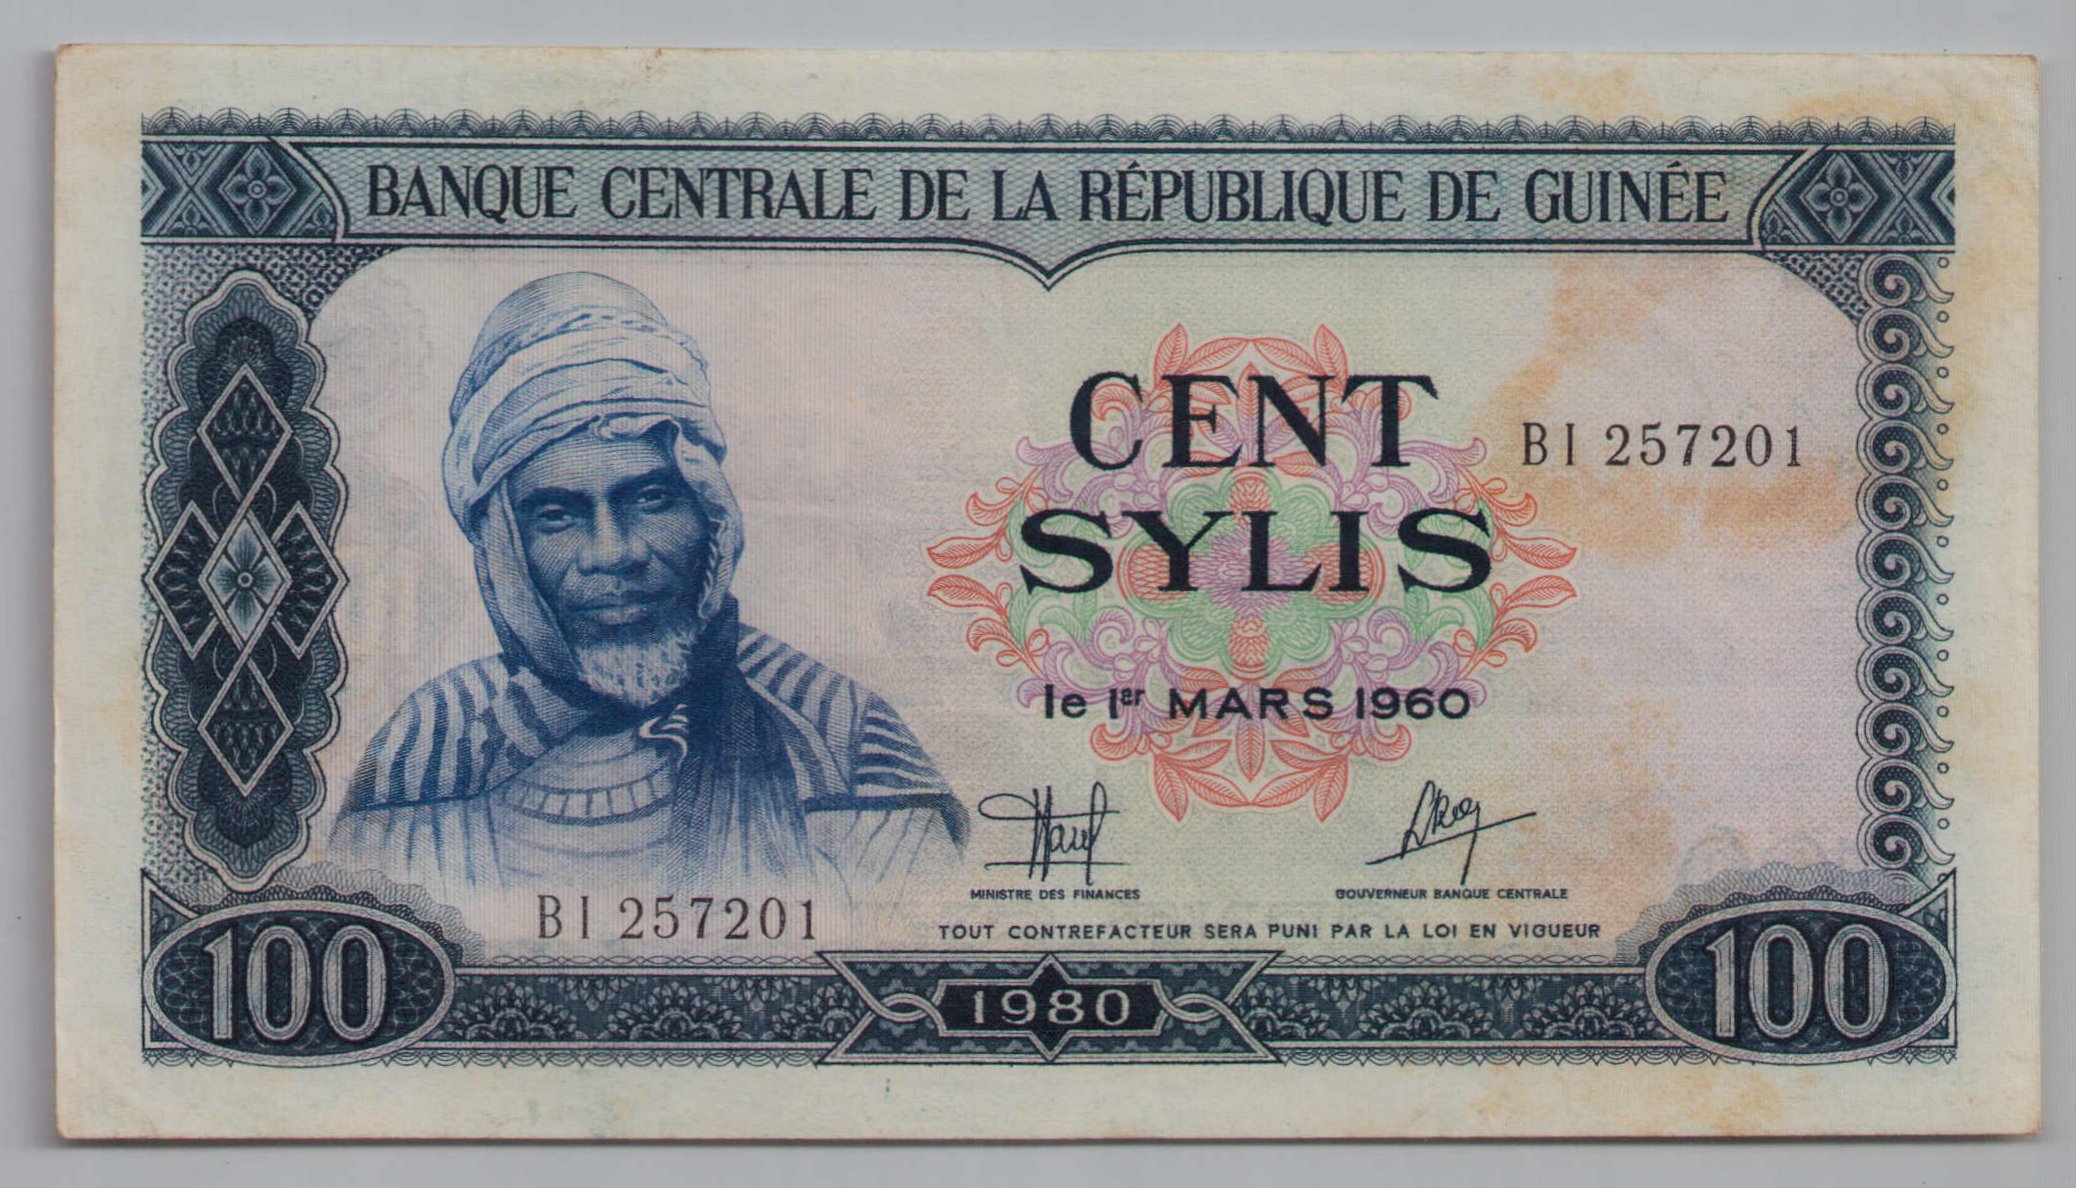 BANQUE CENTRALE DE LA RÉPUBLIQUE DE GUINÉE
CENT
SYLIS
BI 257201
le 1er MARS 1960
MINISTRE DES FINANCES
GOUVERNEUR BANQUE CENTRALE
BI 257201
TOUT CONTREFACTEUR SERA PUNI PAR LA LOI EN VIGUEUR
100
1980
100